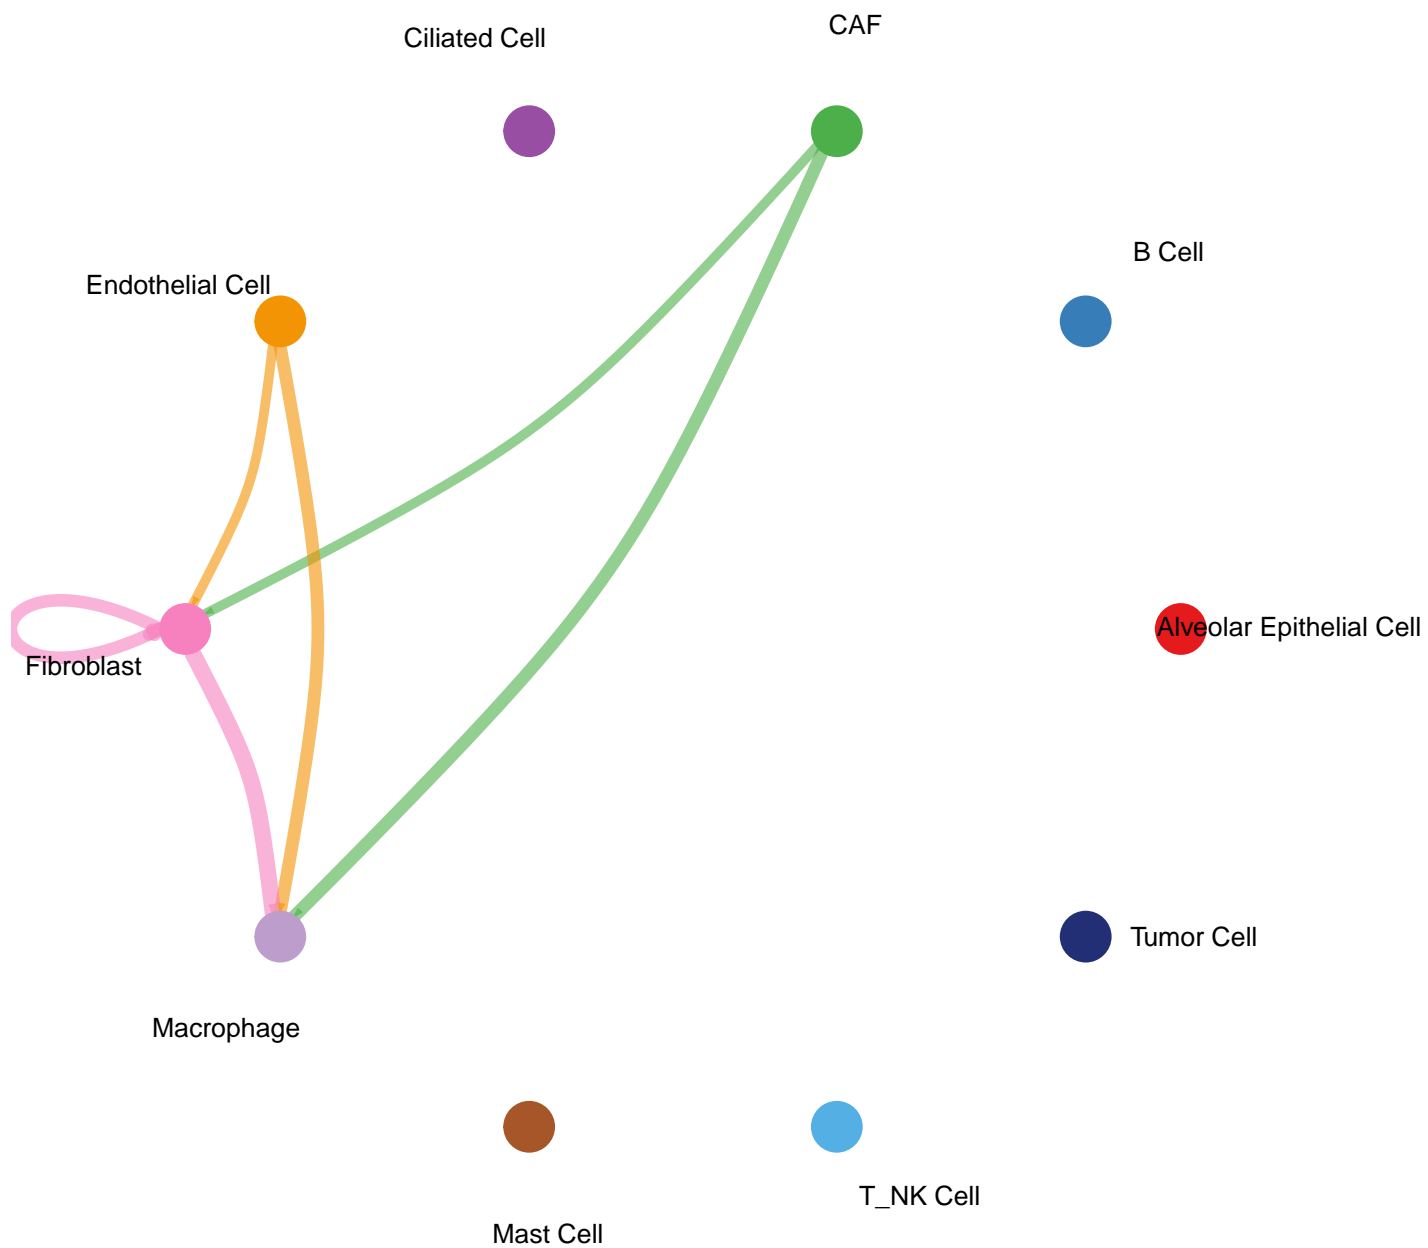 CAF
Ciliated Cell
B Cell
Endothelial Cell
Alveolar Epithelial Cell
Fibroblast
Tumor Cell
Macrophage
T_NK Cell
Mast Cell